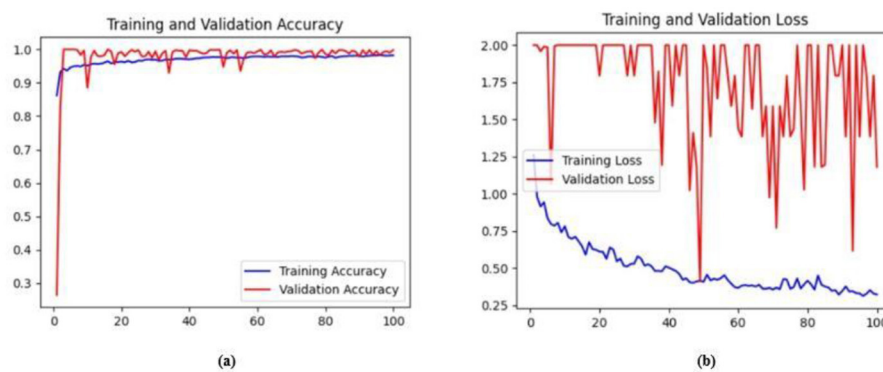 Training and Validation Accuracy
1.0
0.9
0.8
0.7
0.6
0.5
0.4
0.3
Training Accuracy
Validation Accuracy
0 20 40 60 80 100
(a)
Training and Validation Loss
2.00
1.75
1.50
1.25
1.00
0.75
0.50
0.25
Training Loss
Validation Loss
0 20 40 60 80 100
(b)